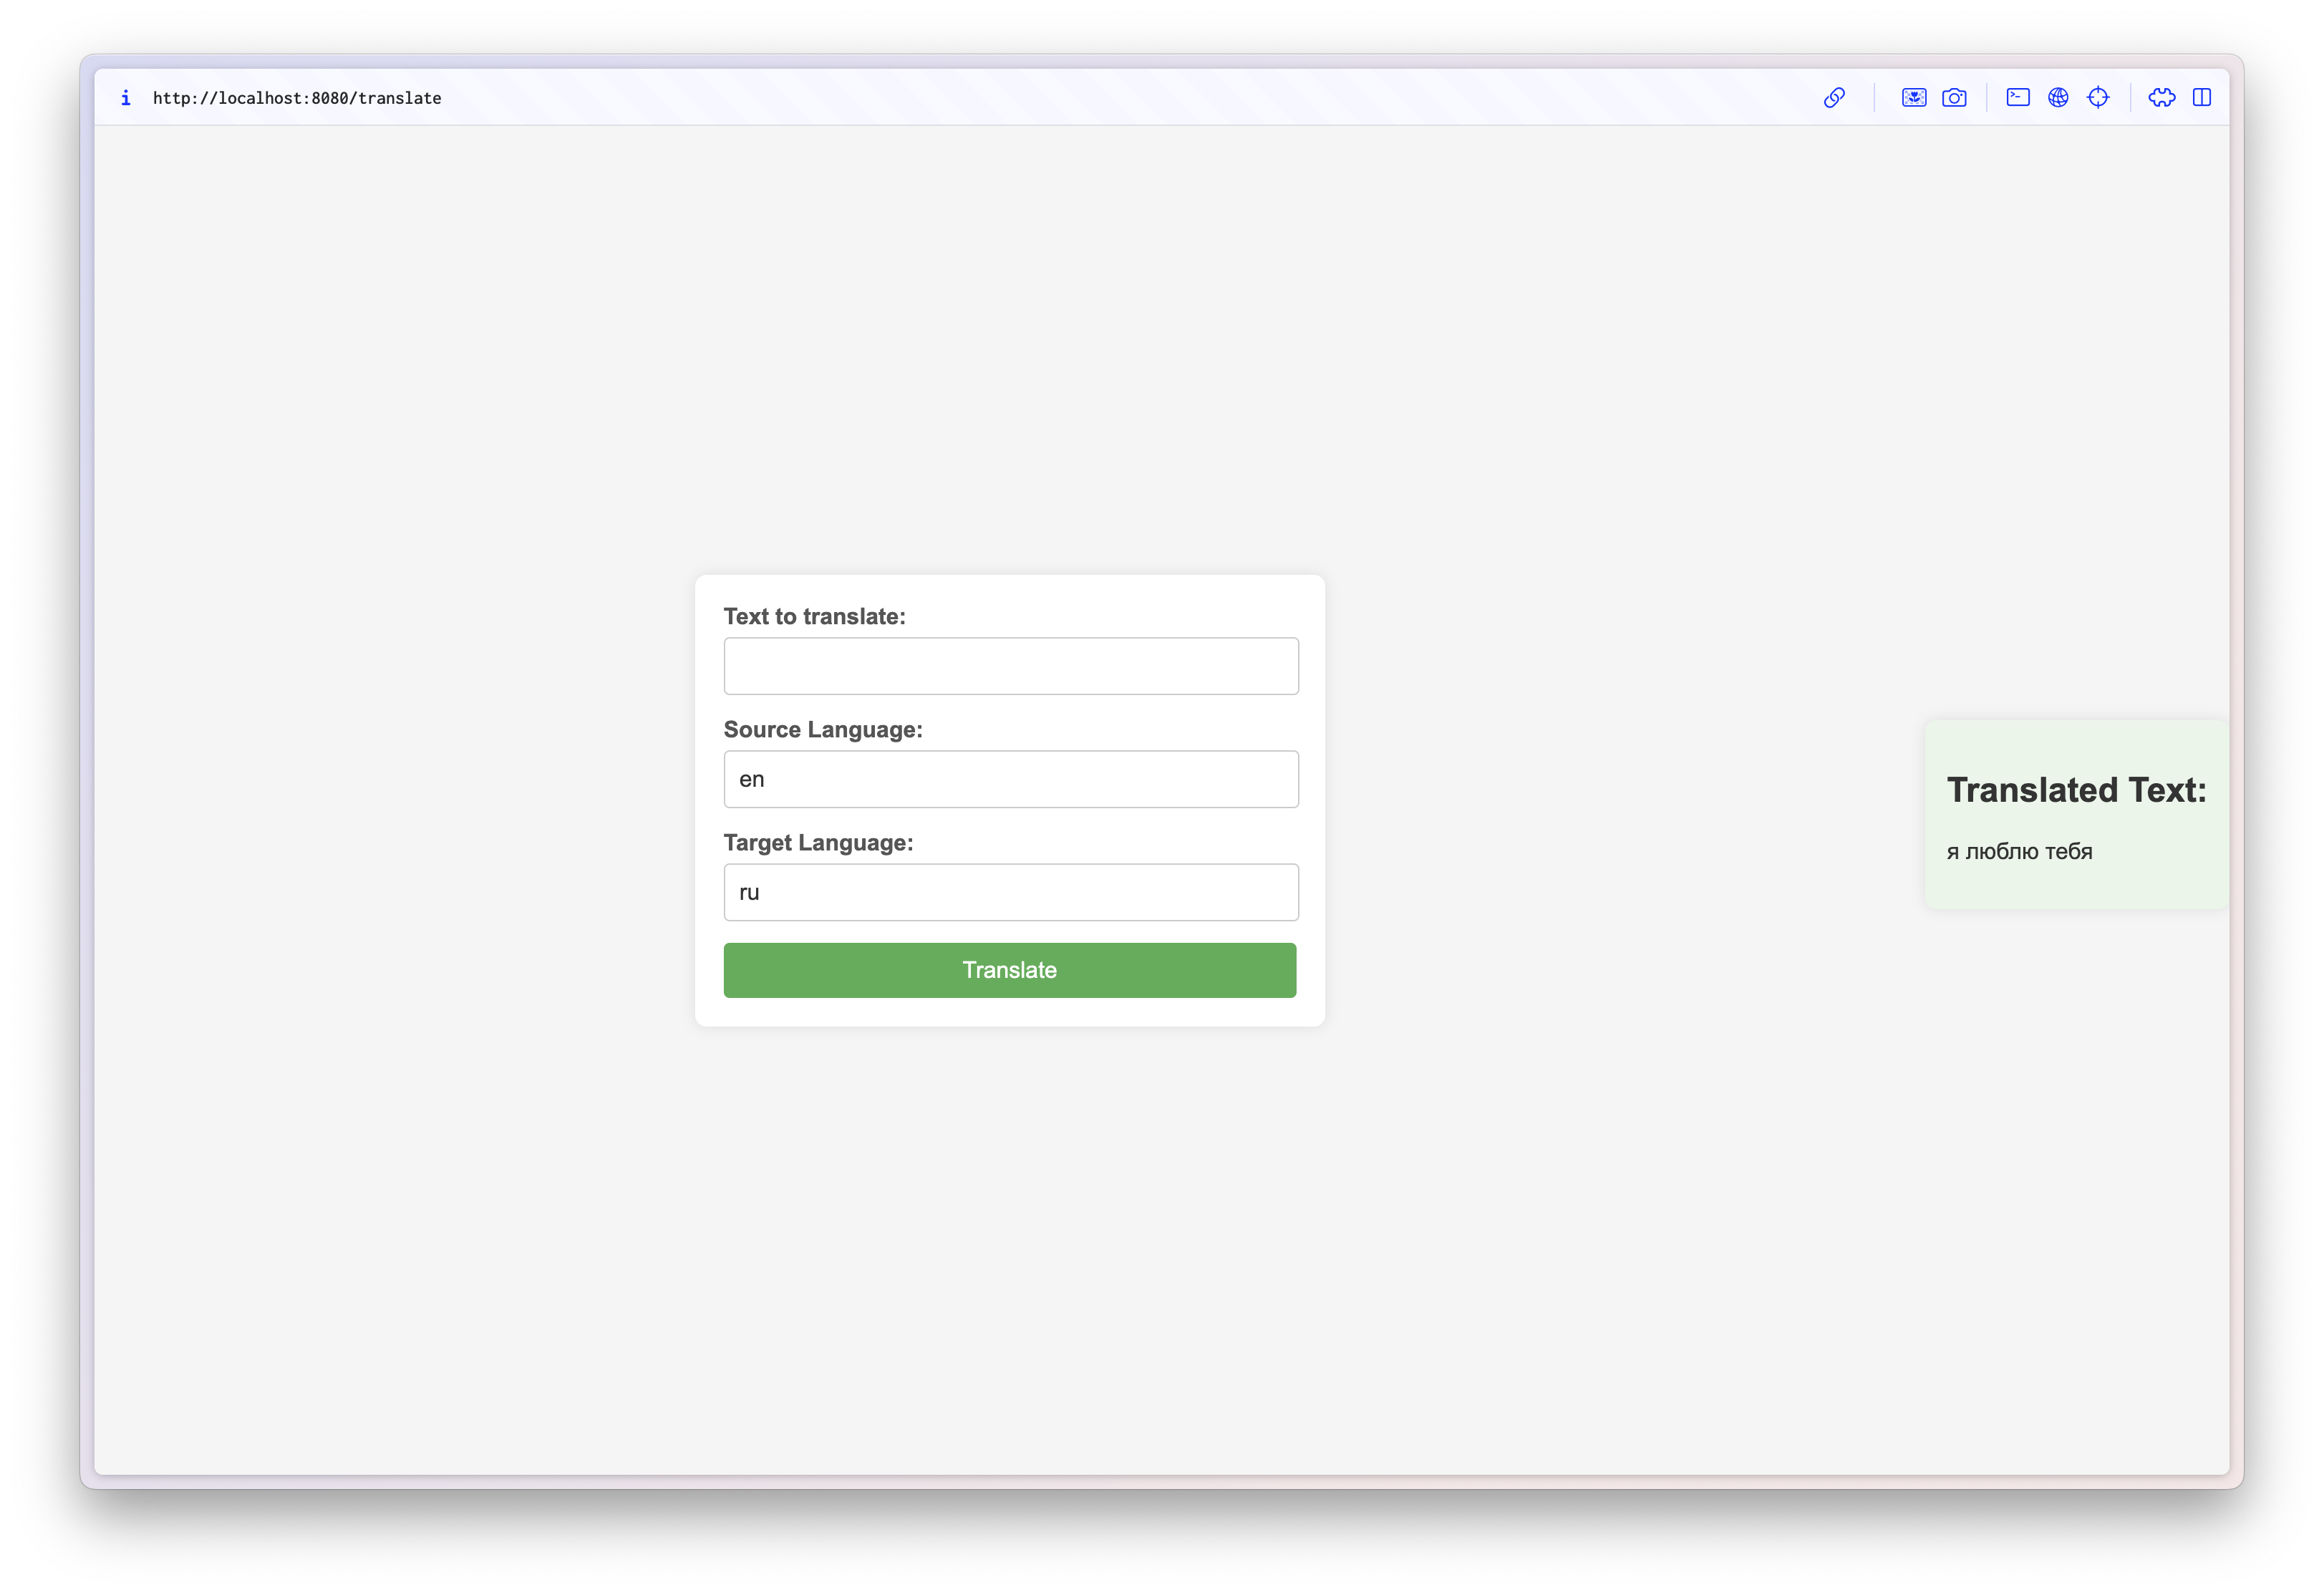 i http://localhost:8080/translate
Text to translate:
Source Language:
en
Target Language:
ru
Translate
Translated Text:
я люблю тебя